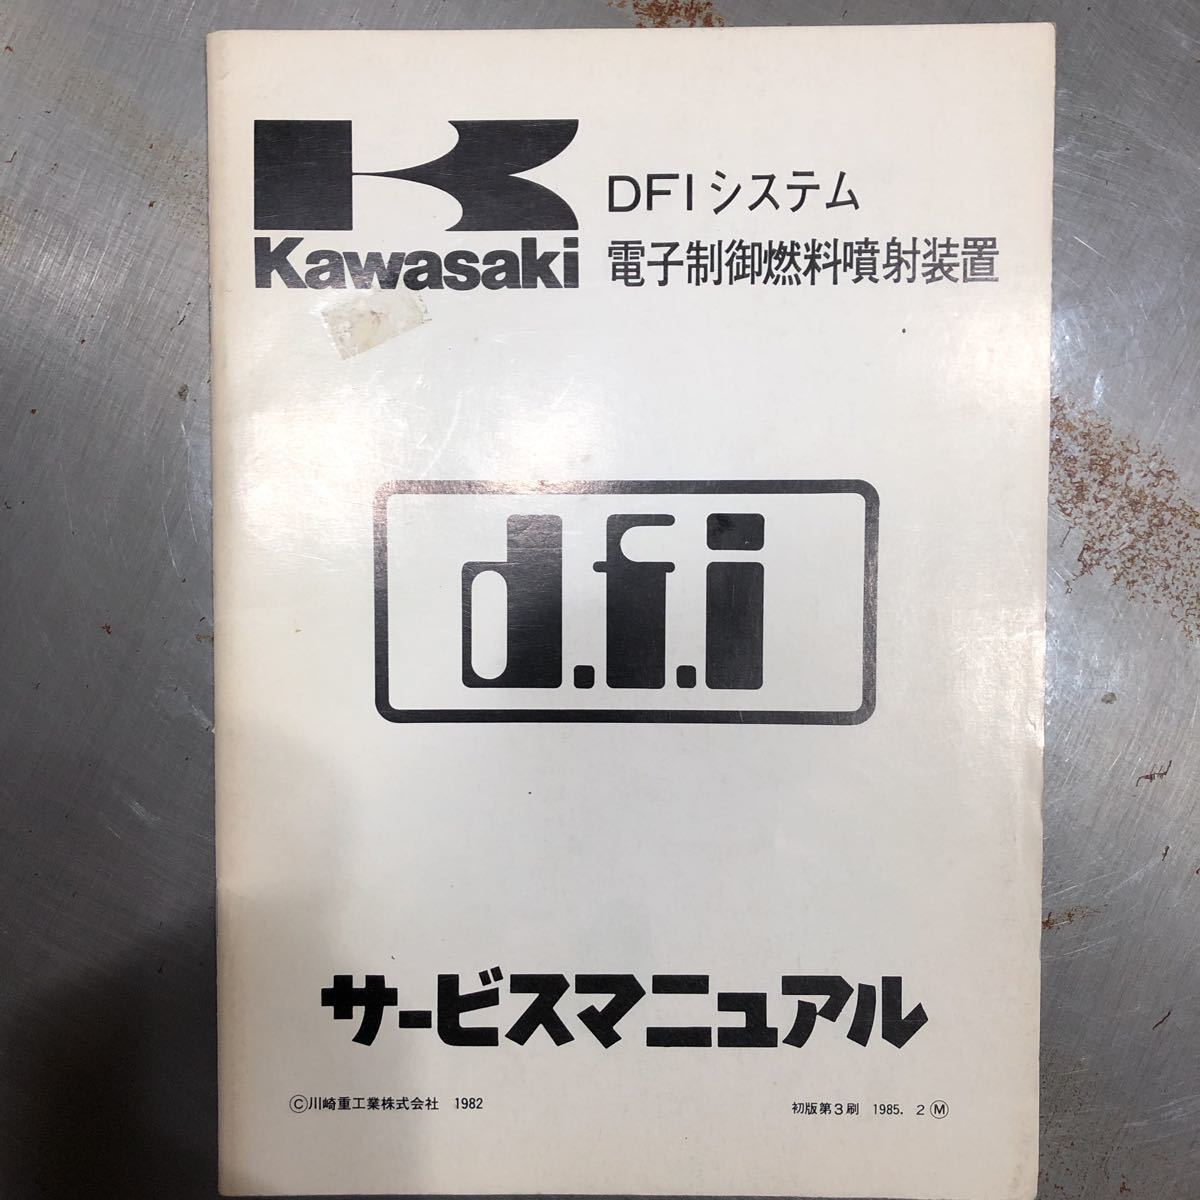 Kawasaki
DFIシステム
電子制御燃料噴射装置
d.f.i
サービスマニュアル
Ⓒ川崎重工業株式会社 1982
初版第3刷 1985. 2 Ⓜ